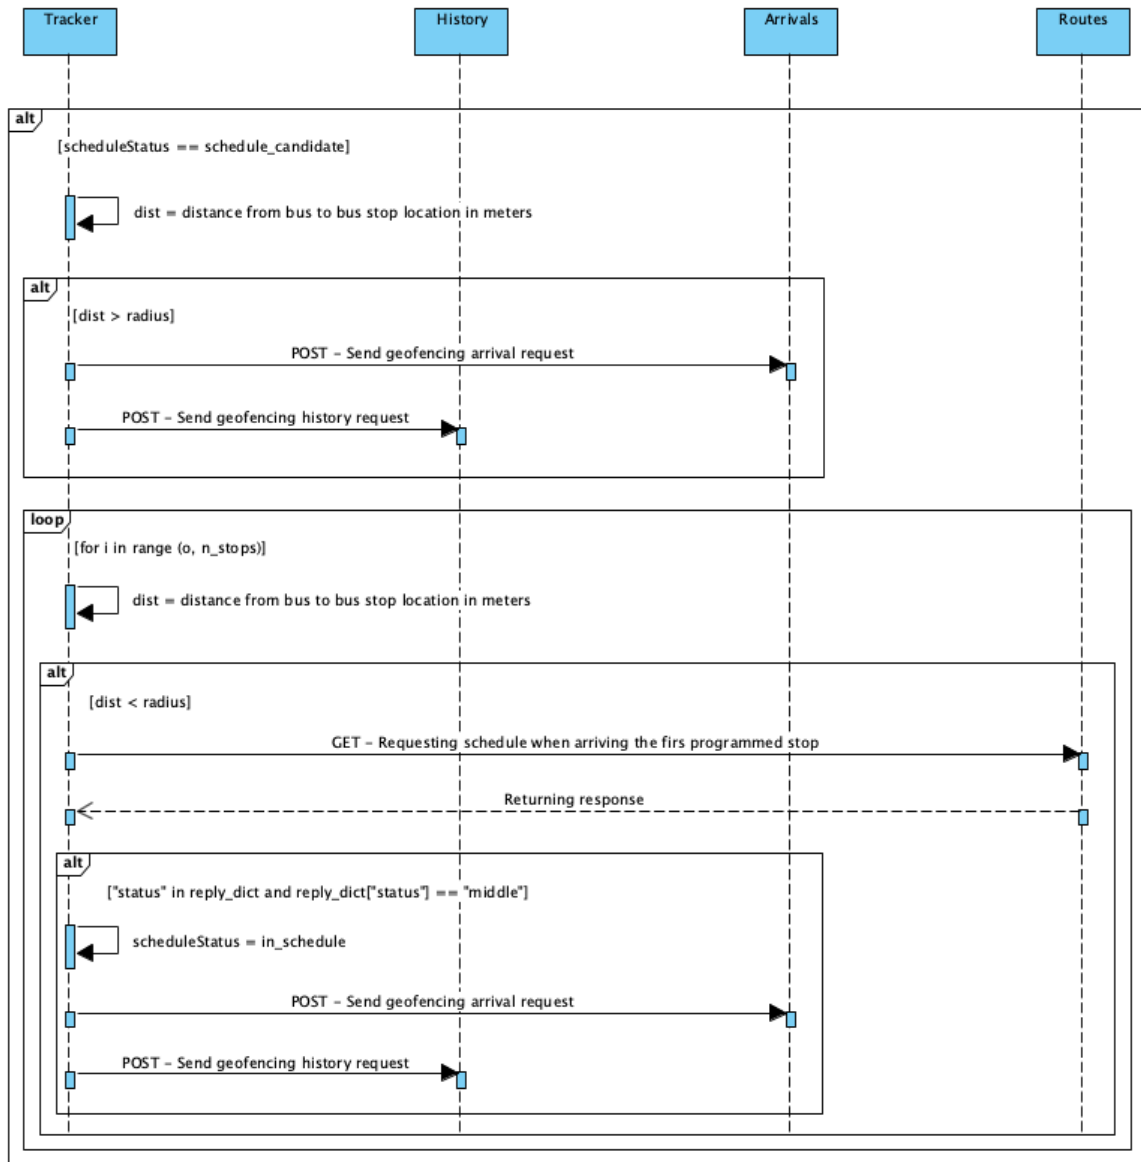 Tracker
History
Arrivals
Routes
alt
[scheduleStatus == schedule_candidate]
dist = distance from bus to bus stop location in meters
alt
[dist > radius]
POST - Send geofencing arrival request
POST - Send geofencing history request
loop
[for i in range (o, n_stops)]
dist = distance from bus to bus stop location in meters
alt
[dist < radius]
GET - Requesting schedule when arriving the firs programmed stop
Returning response
alt
["status" in reply_dict and reply_dict["status"] == "middle"]
scheduleStatus = in_schedule
POST - Send geofencing arrival request
POST - Send geofencing history request